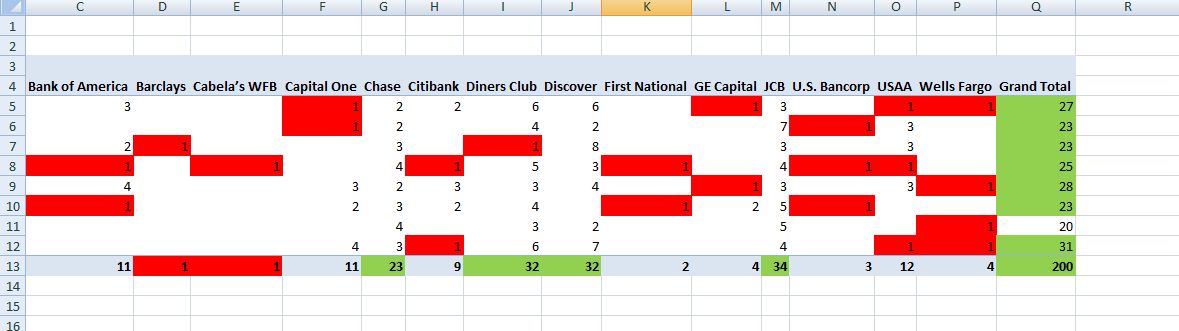 C D E F G H I J K L M N O P Q R
1
2
3
4 Bank of America Barclays Cabela's WFB Capital One Chase Citibank Diners Club Discover First National GE Capital JCB U.S. Bancorp USAA Wells Fargo Grand Total
5 3 1 2 2 6 6 1 3 1 1 27
6 1 2 4 2 7 1 3 23
7 2 1 3 1 8 3 3 23
8 1 1 4 1 5 3 1 4 1 1 25
9 4 3 2 3 3 4 1 3 3 1 28
10 1 2 3 2 4 1 2 5 1 23
11 4 3 2 5 1 20
12 4 3 1 6 7 4 1 1 31
13 11 1 1 11 23 9 32 32 2 4 34 3 12 4 200
14
15
16